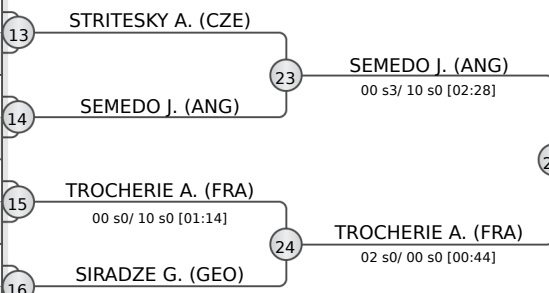 STRITESKY A. (CZE)
13
23
SEMEDO J. (ANG)
00 s3/ 10 s0 [02:28]
SEMEDO J. (ANG)
14
TROCHERIE A. (FRA)
15
00 s0/ 10 s0 [01:14]
24
TROCHERIE A. (FRA)
02 s0/ 00 s0 [00:44]
SIRADZE G. (GEO)
16